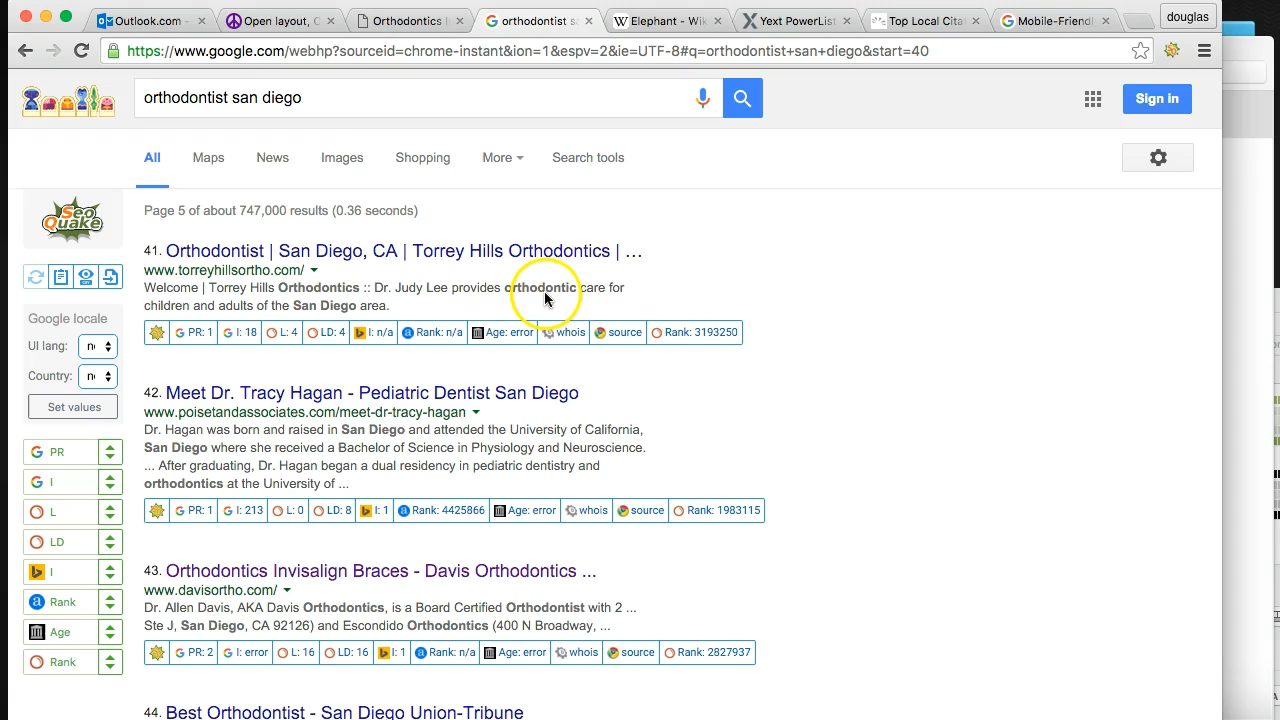 Outlook.com -
Open layout, C
Orthodontics I
orthodontist sa
Elephant - Wik
Yext PowerList
Top Local Cita
Mobile-Friend
douglas
https://www.google.com/webhp?sourceid=chrome-instant&ion=1&espv=2&ie=UTF-8#q=orthodontist+san+diego&start=40
orthodontist san diego
Sign in
All
Maps
News
Images
Shopping
More
Search tools
Seo
Quake
Page 5 of about 747,000 results (0.36 seconds)
Google locale
UI lang:
Country:
Set values
PR
I
L
LD
I
Rank
Age
Rank
41. Orthodontist | San Diego, CA | Torrey Hills Orthodontics | ...
www.torreyhillsortho.com/
Welcome | Torrey Hills Orthodontics :: Dr. Judy Lee provides orthodontic care for
children and adults of the San Diego area.
PR: 1 I: 18 L: 4 LD: 4 I: n/a Rank: n/a Age: error whois source Rank: 3193250
42. Meet Dr. Tracy Hagan - Pediatric Dentist San Diego
www.poisetandassociates.com/meet-dr-tracy-hagan
Dr. Hagan was born and raised in San Diego and attended the University of California,
San Diego where she received a Bachelor of Science in Physiology and Neuroscience.
... After graduating, Dr. Hagan began a dual residency in pediatric dentistry and
orthodontics at the University of ...
PR: 1 I: 213 L: 0 LD: 8 I: 1 Rank: 4425866 Age: error whois source Rank: 1983115
43. Orthodontics Invisalign Braces - Davis Orthodontics ...
www.davisortho.com/
Dr. Allen Davis, AKA Davis Orthodontics, is a Board Certified Orthodontist with 2 ...
Ste J, San Diego, CA 92126) and Escondido Orthodontics (400 N Broadway, ...
PR: 2 I: error L: 16 LD: 16 I: 1 Rank: n/a Age: error whois source Rank: 2827937
44. Best Orthodontist - San Diego Union-Tribune